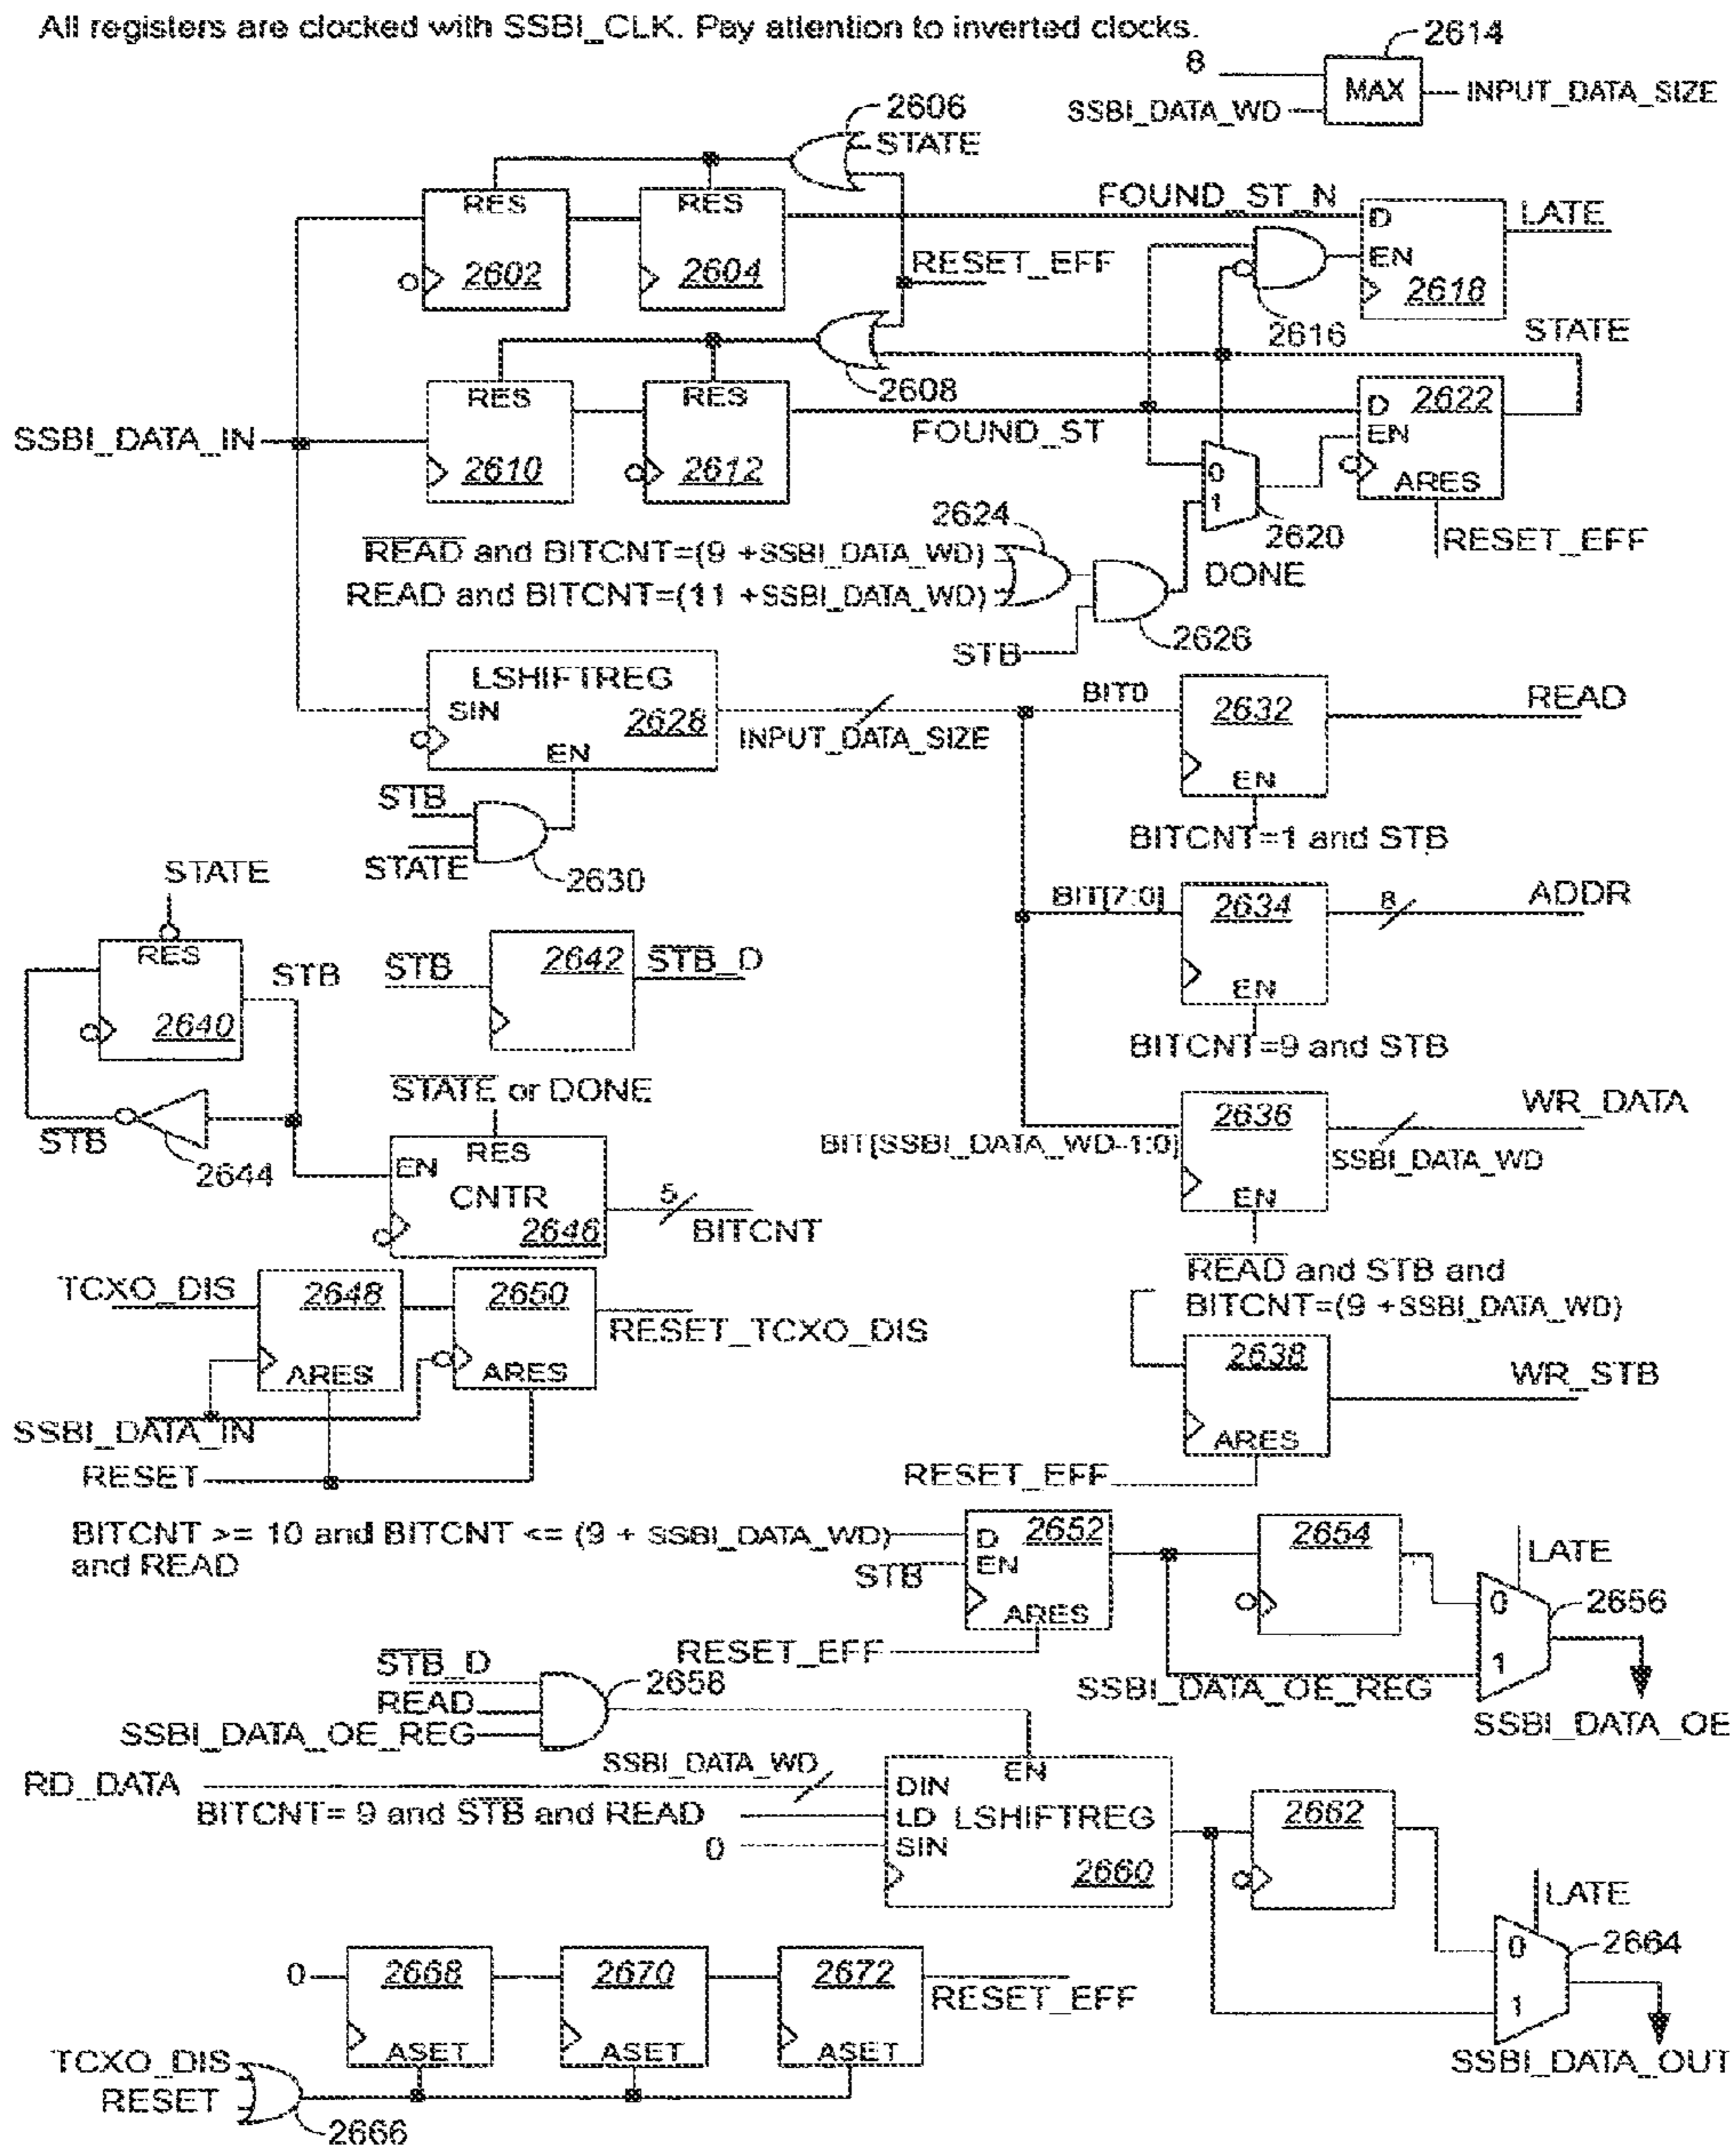 All registers are clocked with SSBI_CLK. Pay attention to inverted clocks.
2614
8
MAX
INPUT_DATA_SIZE
SSBI_DATA_WD
2606
STATE
RES
RES
FOUND_ST_N
D
LATE
2602
2604
RESET_EFF
EN
2618
2616
STATE
RES
RES
2608
D
2622
SSBI_DATA_IN
FOUND_ST
EN
2610
2612
0
ARES
1
2624
2620
RESET_EFF
READ and BITCNT=(9 +SSBI_DATA_WD)
DONE
READ and BITCNT=(11 +SSBI_DATA_WD)
2626
STB
LSHIFTREG
SIN
2628
EN
INPUT_DATA_SIZE
BIT0
2632
READ
EN
STB
STATE
2630
BITCNT=1 and STB
STATE
BIT[7:0]
2634
8
ADDR
EN
RES
STB
2640
STB
2642
STB_D
BITCNT=9 and STB
STATE or DONE
STB
2644
EN
RES
CNTR
2646
5
BITCNT
BIT[SSBI_DATA_WD-1:0]
2636
WR_DATA
SSBI_DATA_WD
EN
READ and STB and
BITCNT=(9 +SSBI_DATA_WD)
TCXO_DIS
2648
2650
RESET_TCXO_DIS
ARES
ARES
2638
WR_STB
ARES
SSBI_DATA_IN
RESET
RESET_EFF
BITCNT >= 10 and BITCNT <= (9 + SSBI_DATA_WD)
and READ
D
2652
STB
EN
ARES
2654
LATE
0
2656
1
RESET_EFF
STB_D
READ
SSBI_DATA_OE_REG
2658
SSBI_DATA_OE_REG
SSBI_DATA_OE
RD_DATA
SSBI_DATA_WD
EN
DIN
BITCNT= 9 and STB and READ
LD
LSHIFTREG
0
SIN
2660
2662
LATE
0
2664
1
0
2668
2670
2672
RESET_EFF
ASET
ASET
ASET
TCXO_DIS
RESET
2666
SSBI_DATA_OUT